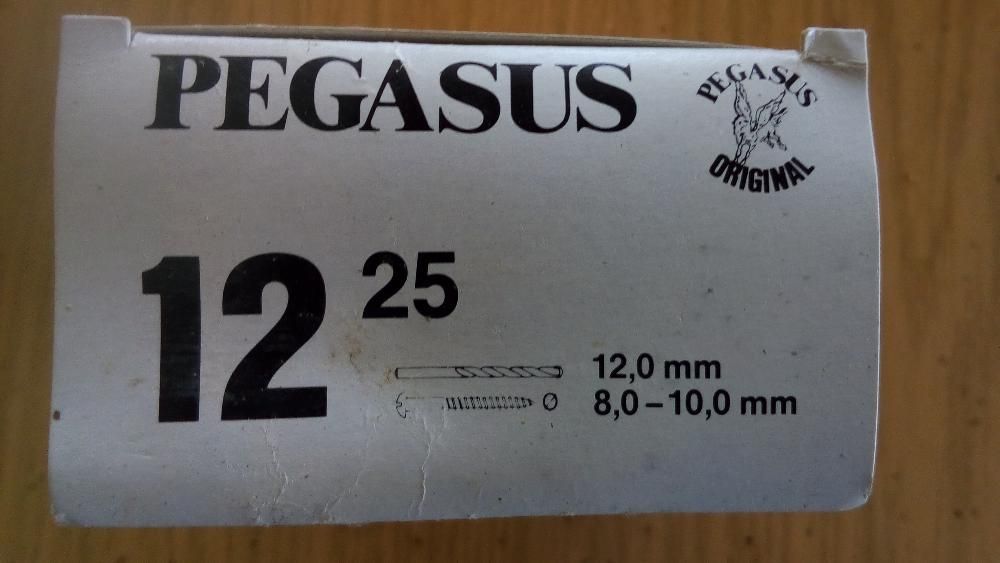 PEGASUS
PEGASUS
ORIGINAL
12 25
12,0 mm
Ø 8,0–10,0 mm